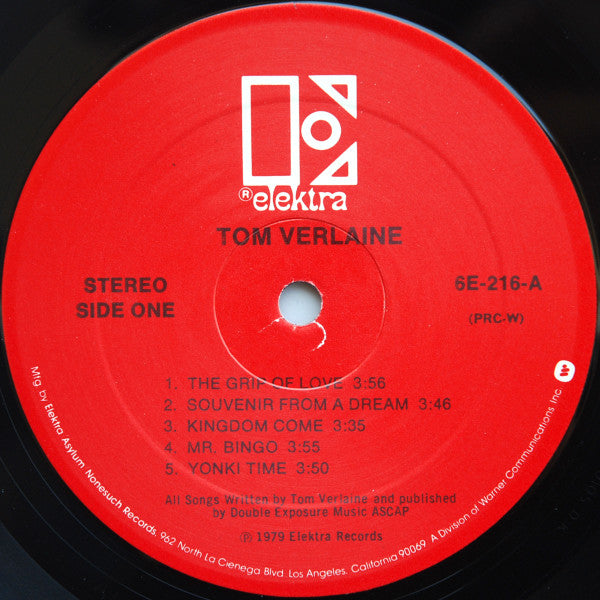 ® elektra
TOM VERLAINE
STEREO
SIDE ONE
6E-216-A
(PRC-W)
1. THE GRIP OF LOVE 3:56
2. SOUVENIR FROM A DREAM 3:46
3. KINGDOM COME 3:35
4. MR. BINGO 3:55
5. YONKI TIME 3:50
All Songs Written by Tom Verlaine and published
by Double Exposure Music ASCAP
℗ 1979 Elektra Records
Mfg. by Elektra Asylum Nonesuch Records, 962 North La Cienega Blvd. Los Angeles, California 90069 A Division of Warner Communications Inc.